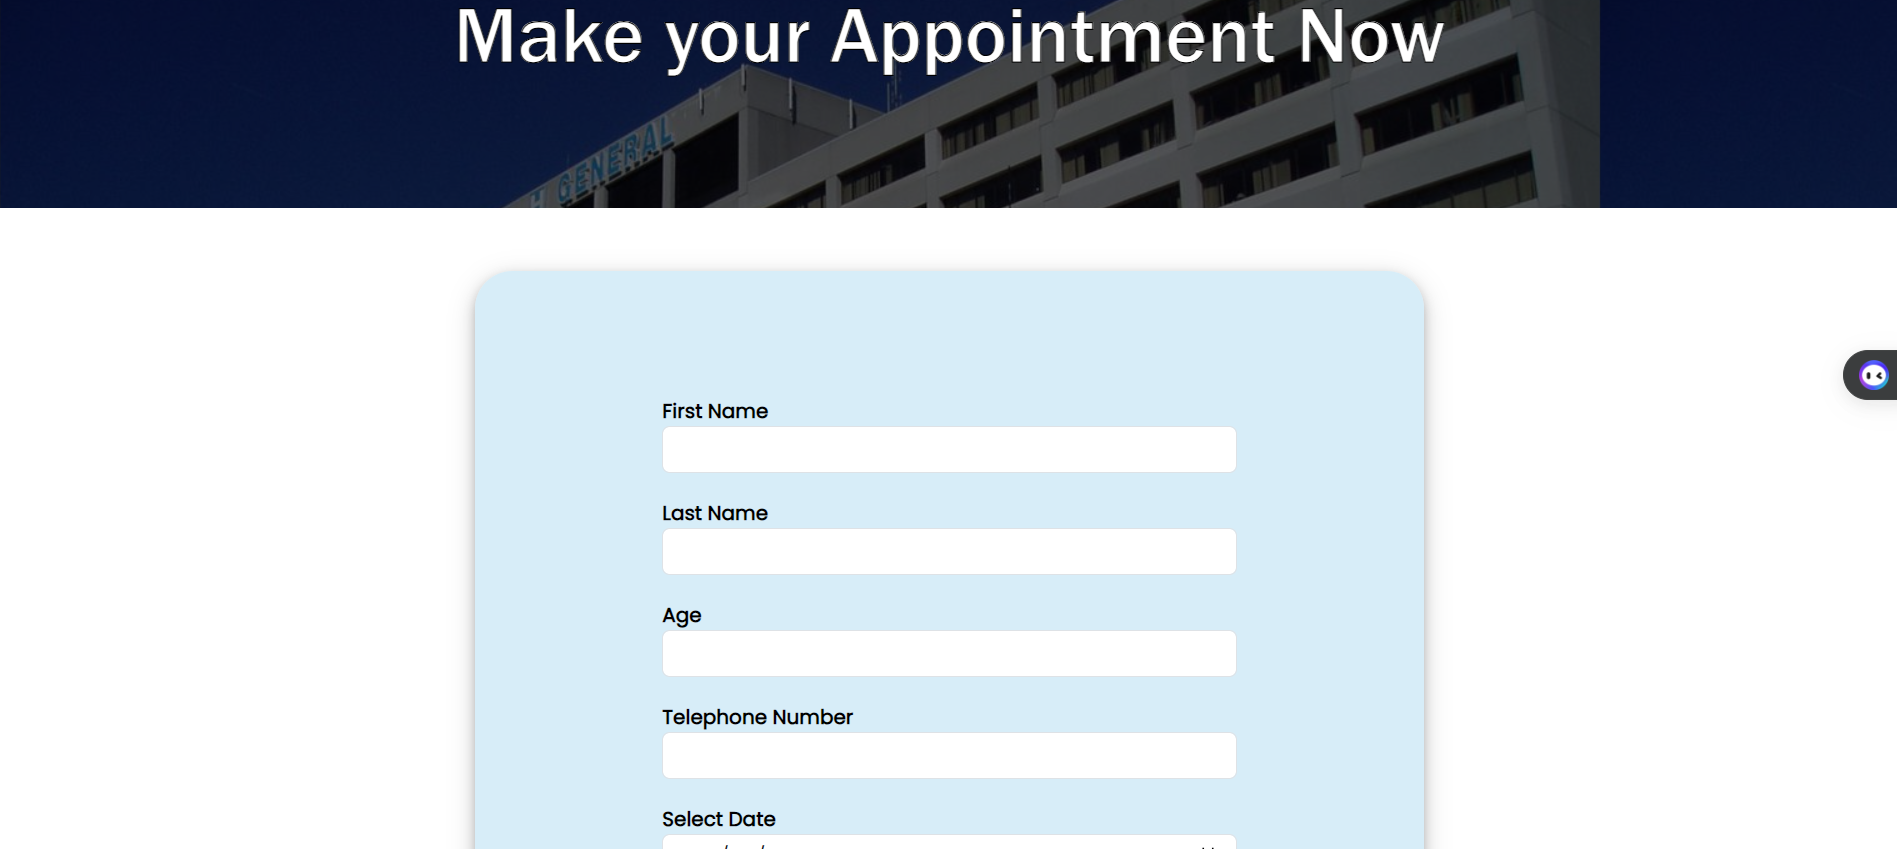 Make your Appointment Now
GENERAL
First Name
Last Name
Age
Telephone Number
Select Date